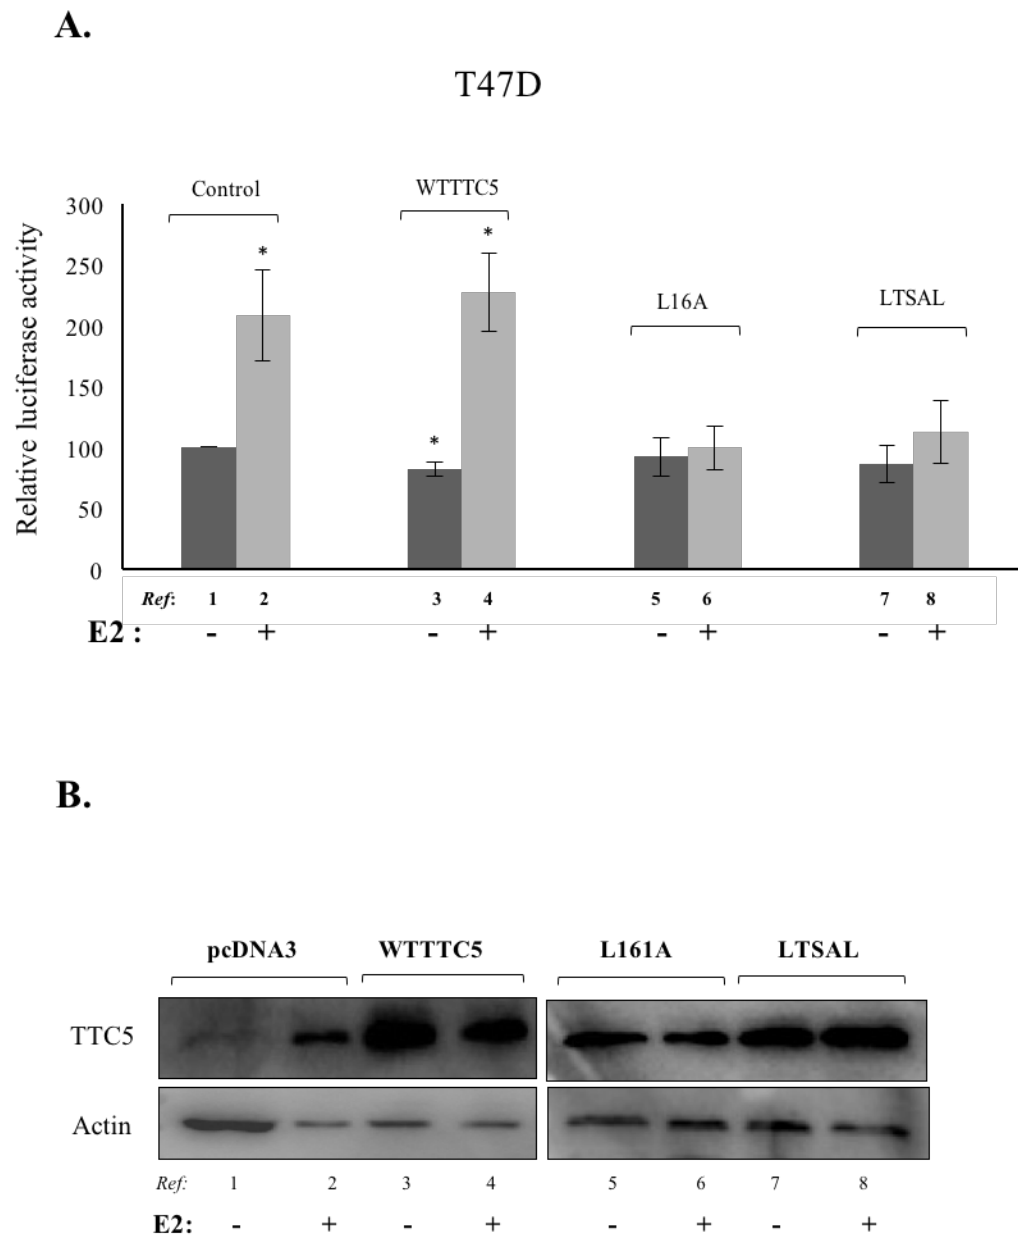 A.
T47D
Control
WTTTC5
L16A
LTSAL
Relative luciferase activity
300
250
200
150
100
50
0
* * *
Ref: 1 2 3 4 5 6 7 8
E2 : - + - + - + - +
B.
pcDNA3 WTTTC5 L161A LTSAL
TTC5
Actin
Ref: 1 2 3 4 5 6 7 8
E2: - + - + - + - +